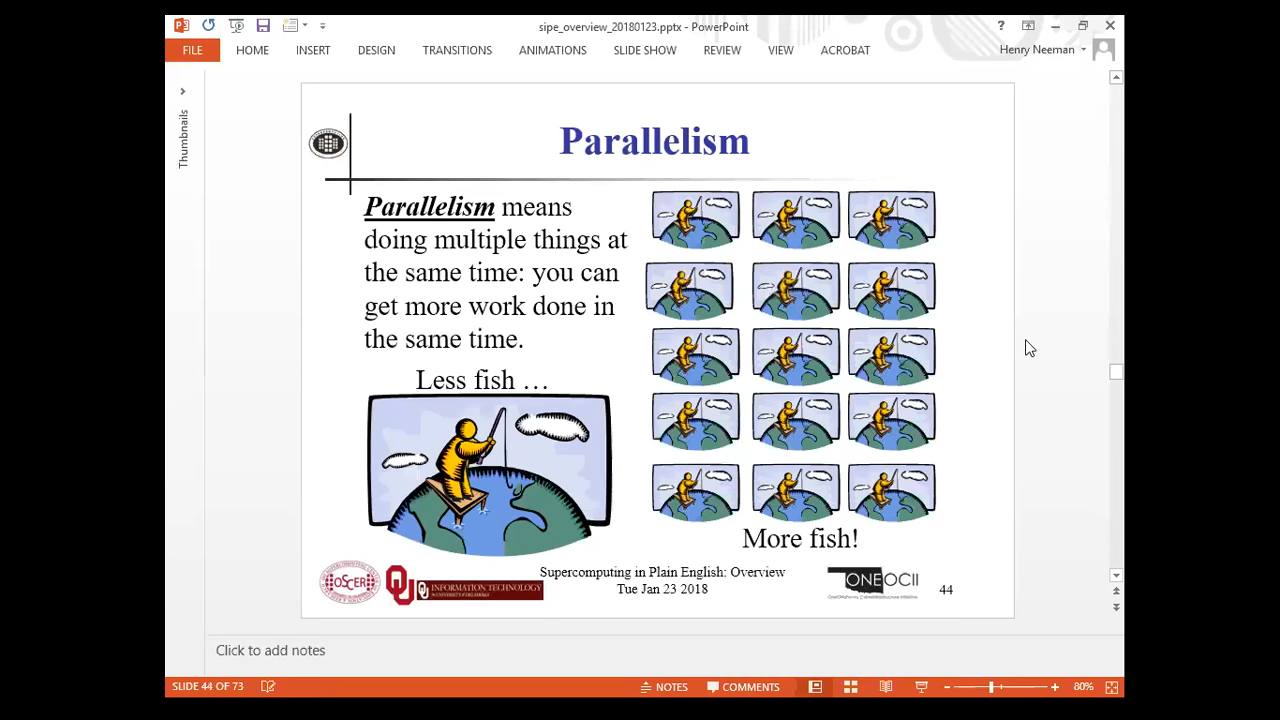 sipe_overview_20180123.pptx - PowerPoint
?
FILE HOME INSERT DESIGN TRANSITIONS ANIMATIONS SLIDE SHOW REVIEW VIEW ACROBAT
Henry Neeman
Thumbnails
Parallelism
Parallelism means
doing multiple things at
the same time: you can
get more work done in
the same time.
Less fish …
More fish!
OSCER
OU
INFORMATION TECHNOLOGY
Supercomputing in Plain English: Overview
Tue Jan 23 2018
ONEOCII
44
Click to add notes
SLIDE 44 OF 73
NOTES COMMENTS
80%